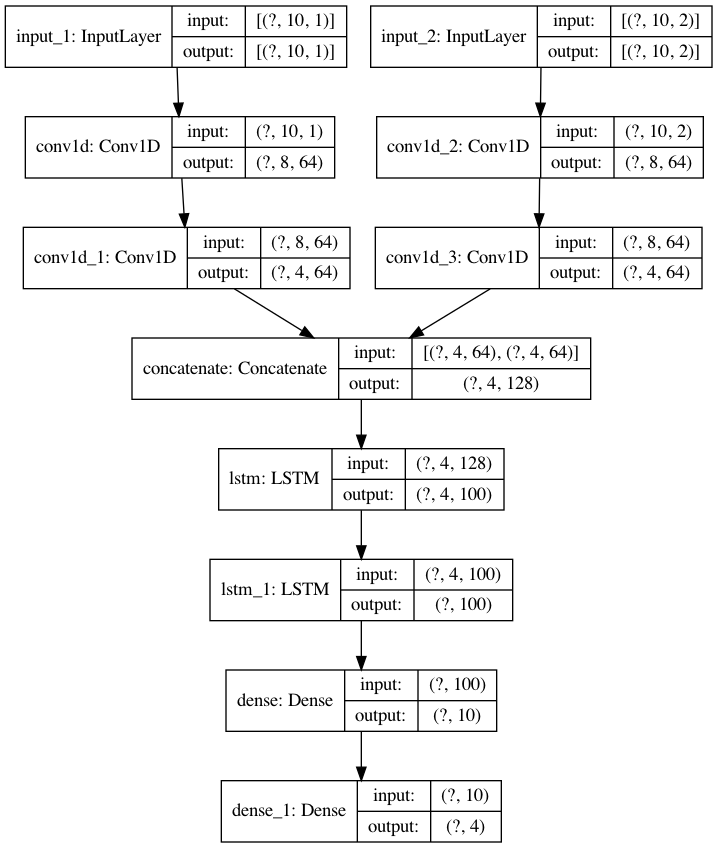 input_1: InputLayer
input: [(?, 10, 1)]
output: [(?, 10, 1)]
input_2: InputLayer
input: [(?, 10, 2)]
output: [(?, 10, 2)]
conv1d: Conv1D
input: (?, 10, 1)
output: (?, 8, 64)
conv1d_2: Conv1D
input: (?, 10, 2)
output: (?, 8, 64)
conv1d_1: Conv1D
input: (?, 8, 64)
output: (?, 4, 64)
conv1d_3: Conv1D
input: (?, 8, 64)
output: (?, 4, 64)
concatenate: Concatenate
input: [(?, 4, 64), (?, 4, 64)]
output: (?, 4, 128)
lstm: LSTM
input: (?, 4, 128)
output: (?, 4, 100)
lstm_1: LSTM
input: (?, 4, 100)
output: (?, 100)
dense: Dense
input: (?, 100)
output: (?, 10)
dense_1: Dense
input: (?, 10)
output: (?, 4)